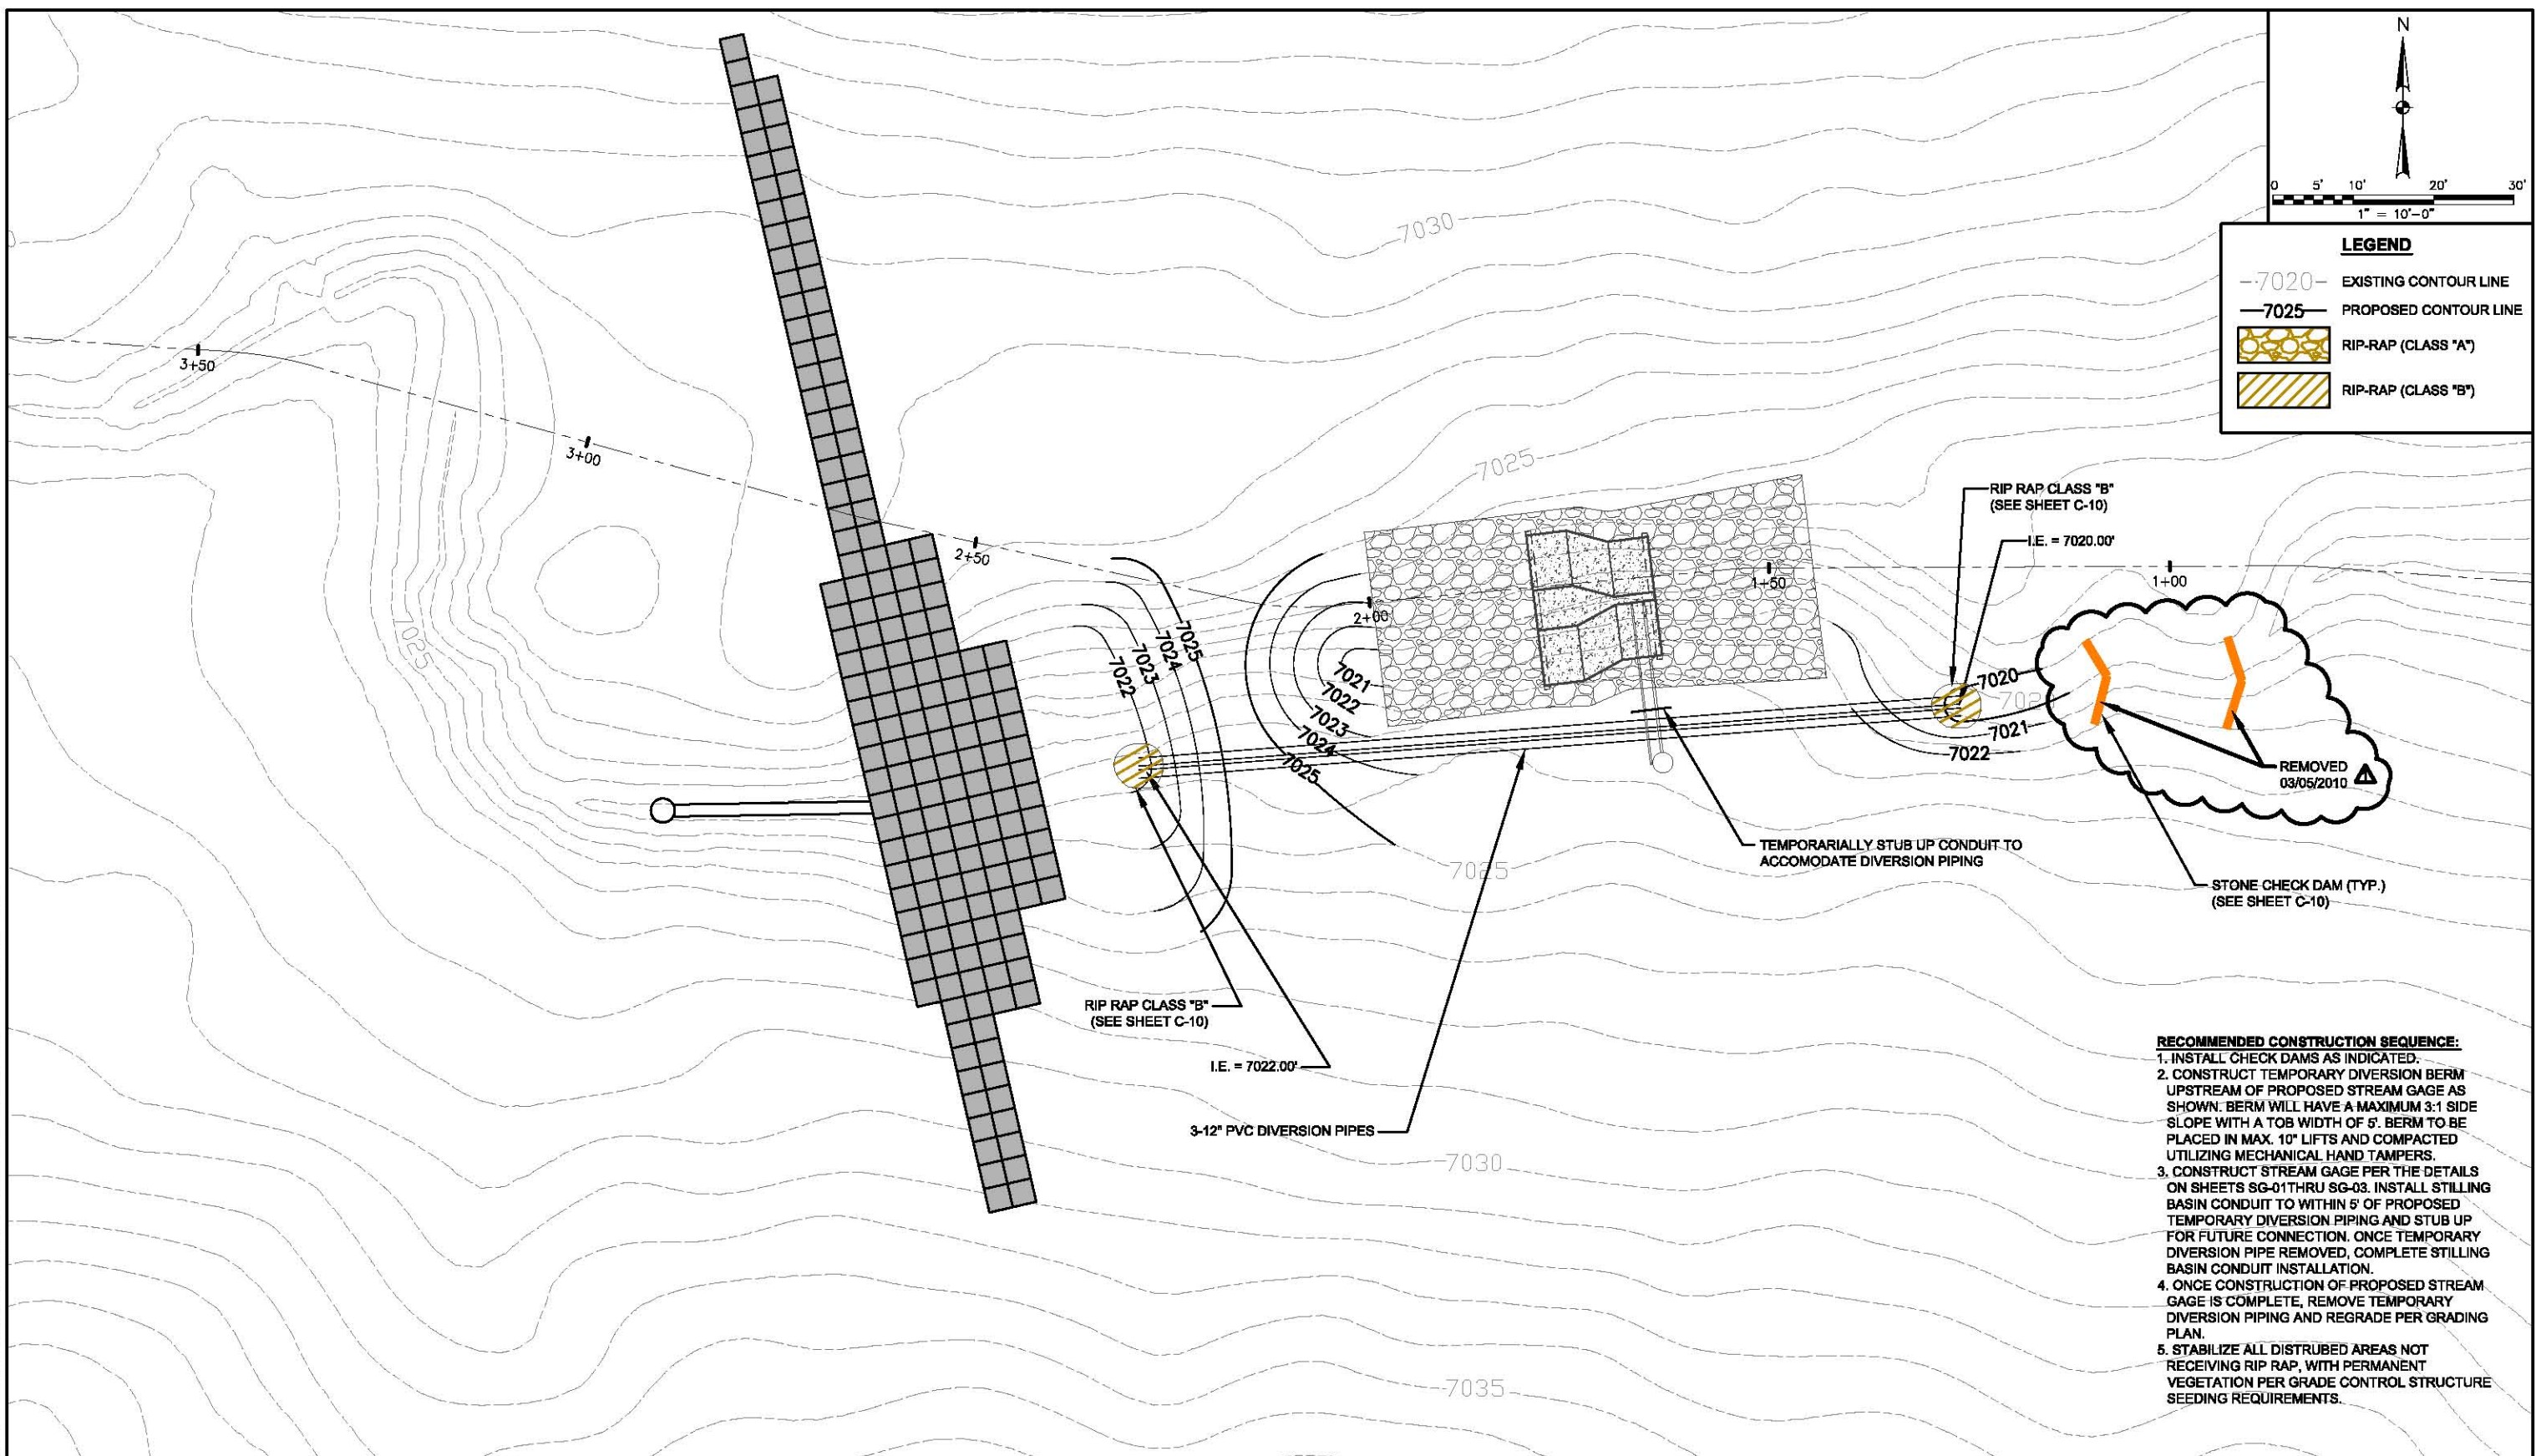 N
0 5' 10' 20' 30'
1" = 10'-0"
LEGEND
7020 EXISTING CONTOUR LINE
7025 PROPOSED CONTOUR LINE
RIP-RAP (CLASS "A")
RIP-RAP (CLASS "B")
7030
7025
3+50
3+00
2+50
2+00
1+50
1+00
RIP RAP CLASS "B"
(SEE SHEET C-10)
I.E. = 7020.00'
7025
7025
7024
7023
7022
7021
7022
7023
7024
7025
7020
7021
7022
REMOVED
03/05/2010
TEMPORARIALLY STUB UP CONDUIT TO
ACCOMODATE DIVERSION PIPING
7025
STONE CHECK DAM (TYP.)
(SEE SHEET C-10)
RIP RAP CLASS "B"
(SEE SHEET C-10)
I.E. = 7022.00'
3-12" PVC DIVERSION PIPES
7030
7035
RECOMMENDED CONSTRUCTION SEQUENCE:
1. INSTALL CHECK DAMS AS INDICATED.
2. CONSTRUCT TEMPORARY DIVERSION BERM
UPSTREAM OF PROPOSED STREAM GAGE AS
SHOWN. BERM WILL HAVE A MAXIMUM 3:1 SIDE
SLOPE WITH A TOB WIDTH OF 5'. BERM TO BE
PLACED IN MAX. 10" LIFTS AND COMPACTED
UTILIZING MECHANICAL HAND TAMPERS.
3. CONSTRUCT STREAM GAGE PER THE DETAILS
ON SHEETS SG-01THRU SG-03. INSTALL STILLING
BASIN CONDUIT TO WITHIN 5' OF PROPOSED
TEMPORARY DIVERSION PIPING AND STUB UP
FOR FUTURE CONNECTION. ONCE TEMPORARY
DIVERSION PIPE REMOVED, COMPLETE STILLING
BASIN CONDUIT INSTALLATION.
4. ONCE CONSTRUCTION OF PROPOSED STREAM
GAGE IS COMPLETE, REMOVE TEMPORARY
DIVERSION PIPING AND REGRADE PER GRADING
PLAN.
5. STABILIZE ALL DISTRUBED AREAS NOT
RECEIVING RIP RAP, WITH PERMANENT
VEGETATION PER GRADE CONTROL STRUCTURE
SEEDING REQUIREMENTS.